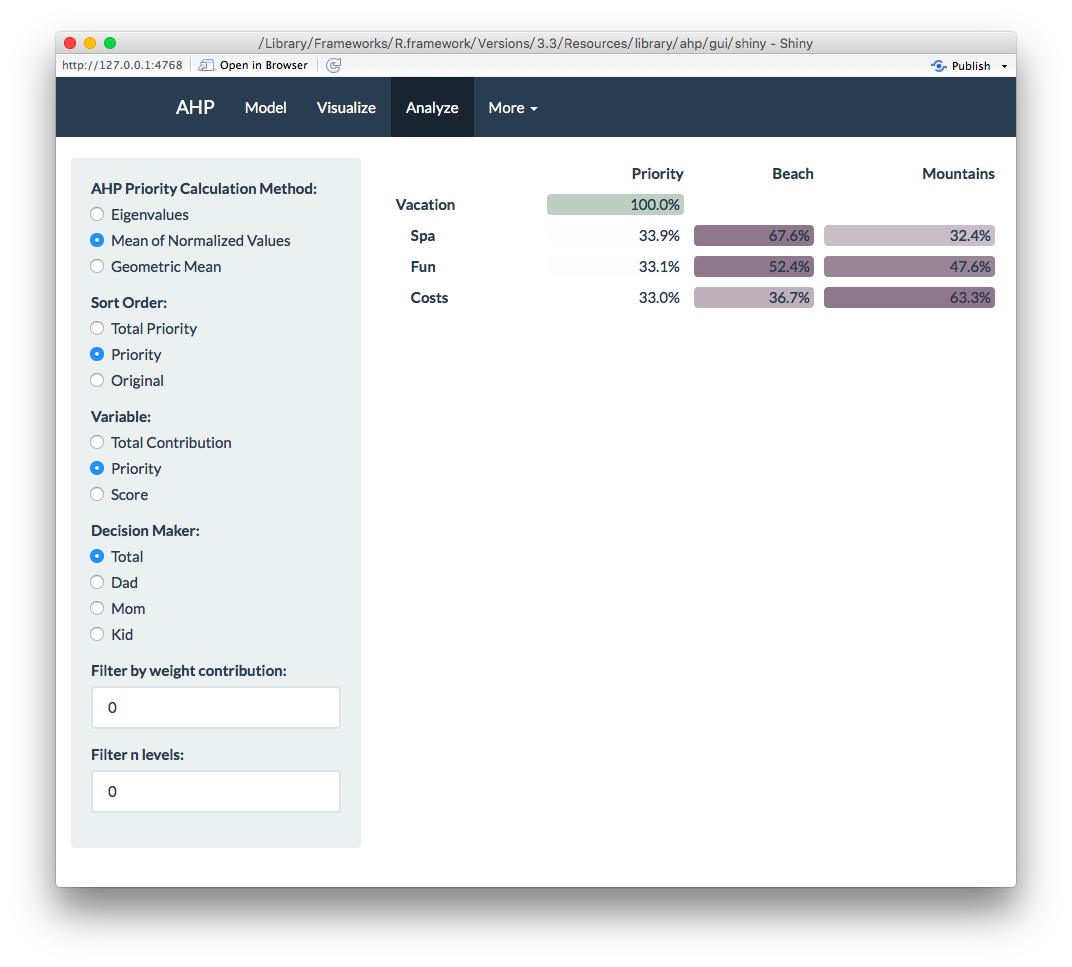 /Library/Frameworks/R.framework/Versions/3.3/Resources/library/ahp/gui/shiny - Shiny
http://127.0.0.1:4768 Open in Browser Publish
AHP Model Visualize Analyze More
AHP Priority Calculation Method:
Eigenvalues
Mean of Normalized Values
Geometric Mean
Sort Order:
Total Priority
Priority
Original
Variable:
Total Contribution
Priority
Score
Decision Maker:
Total
Dad
Mom
Kid
Filter by weight contribution:
0
Filter n levels:
0
Priority Beach Mountains
Vacation 100.0%
Spa 33.9% 67.6% 32.4%
Fun 33.1% 52.4% 47.6%
Costs 33.0% 36.7% 63.3%